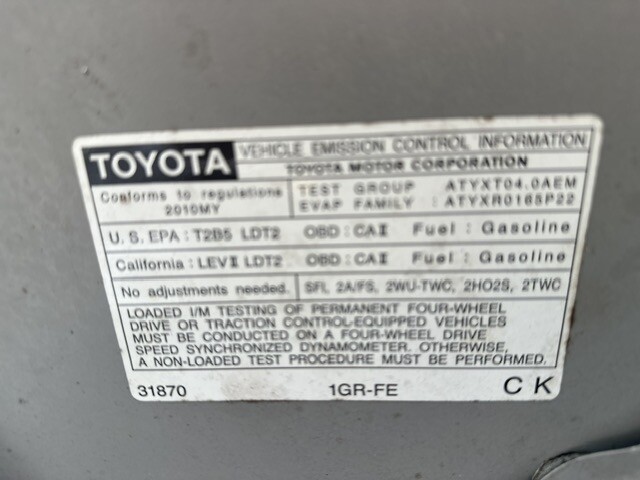 TOYOTA
VEHICLE EMISSION CONTROL INFORMATION
TOYOTA MOTOR CORPORATION
Conforms to regulations
2010MY
TEST GROUP : ATYXT04.0AEM
EVAP FAMILY : ATYXR0165P22
U. S. EPA : T2B5 LDT2 OBD : CAⅡ Fuel : Gasoline
California : LEVⅡ LDT2 OBD : CAⅡ Fuel : Gasoline
No adjustments needed. SFI, 2A/FS, 2WU-TWC, 2HO2S, 2TWC
LOADED I/M TESTING OF PERMANENT FOUR-WHEEL
DRIVE OR TRACTION CONTROL-EQUIPPED VEHICLES
MUST BE CONDUCTED ON A FOUR-WHEEL DRIVE
SPEED SYNCHRONIZED DYNAMOMETER. OTHERWISE,
A NON-LOADED TEST PROCEDURE MUST BE PERFORMED.
31870 1GR-FE C K